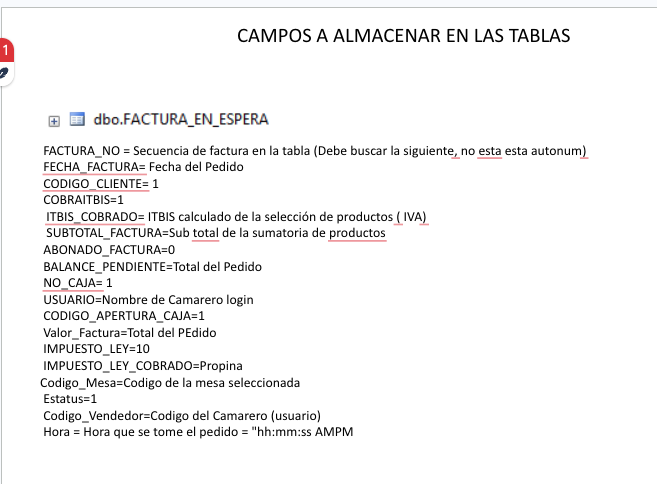 CAMPOS A ALMACENAR EN LAS TABLAS
1
dbo.FACTURA_EN_ESPERA
FACTURA_NO = Secuencia de factura en la tabla (Debe buscar la siguiente, no esta esta autonum)
FECHA_FACTURA= Fecha del Pedido
CODIGO_CLIENTE= 1
COBRAITBIS=1
ITBIS_COBRADO= ITBIS calculado de la selección de productos ( IVA)
SUBTOTAL_FACTURA=Sub total de la sumatoria de productos
ABONADO_FACTURA=0
BALANCE_PENDIENTE=Total del Pedido
NO_CAJA= 1
USUARIO=Nombre de Camarero login
CODIGO_APERTURA_CAJA=1
Valor_Factura=Total del PEdido
IMPUESTO_LEY=10
IMPUESTO_LEY_COBRADO=Propina
Codigo_Mesa=Codigo de la mesa seleccionada
Estatus=1
Codigo_Vendedor=Codigo del Camarero (usuario)
Hora = Hora que se tome el pedido = "hh:mm:ss AMPM